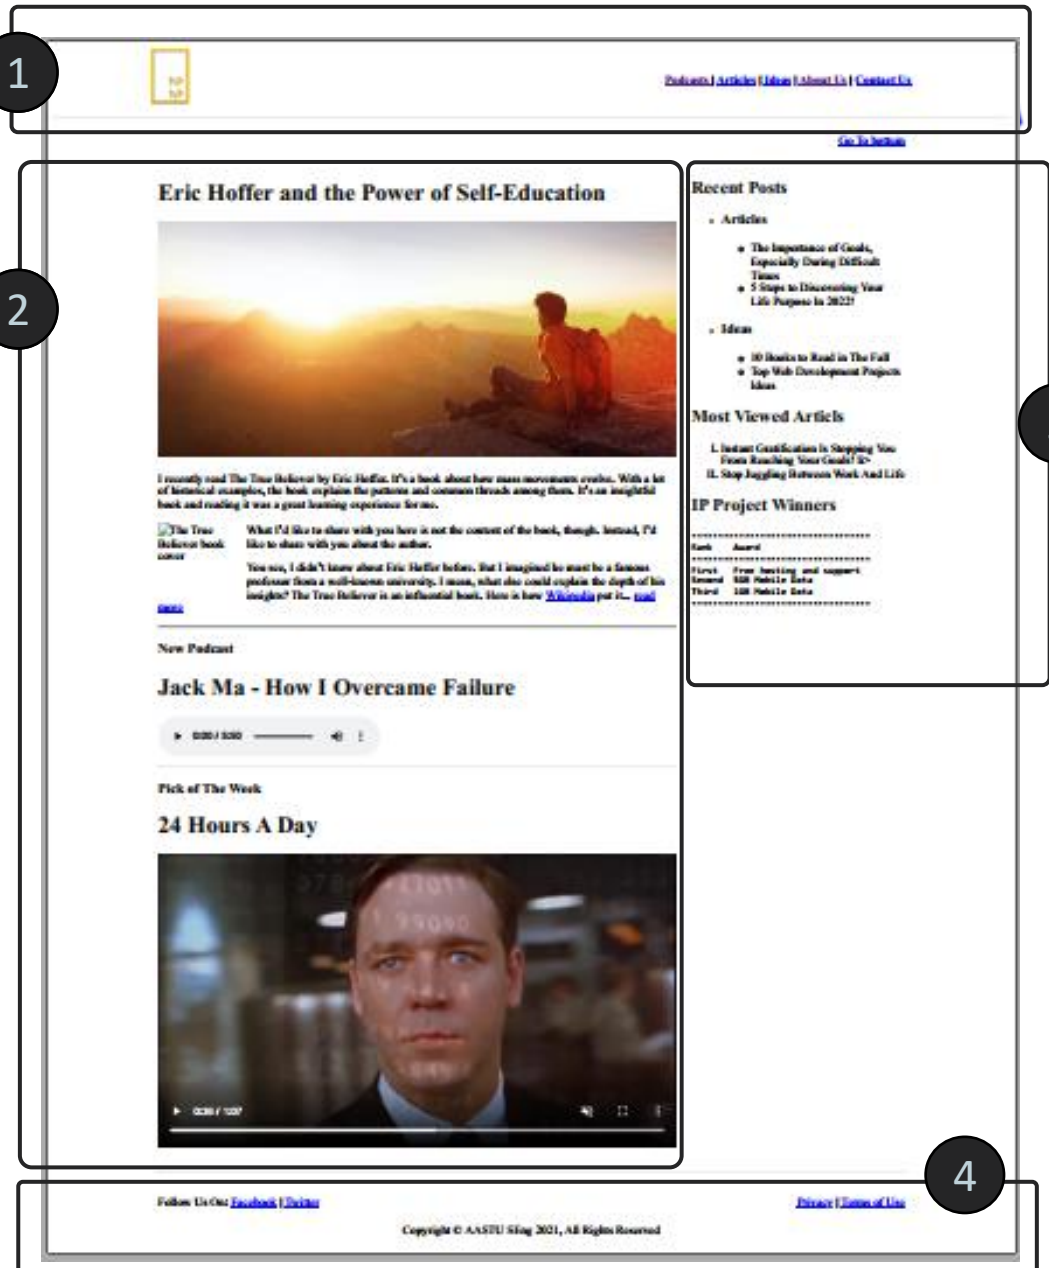 1
Podcasts | Articles | Ideas | About Us | Contact Us
Go To bottom
2
Eric Hoffer and the Power of Self-Education
I recently read The True Believer by Eric Hoffer. It's a book about how mass movements evolve. With a lot
of historical examples, the book explains the patterns and common threads among them. It's an insightful
book and reading it was a great learning experience for me.
The True
Believer book
cover
What I'd like to share with you here is not the content of the book, though. Instead, I'd
like to share with you about the author.
You see, I didn't know about Eric Hoffer before. But I imagined he must be a famous
professor from a well-known university. I mean, what else could explain the depth of his
insights? The True Believer is an influential book. Here is how Wikipedia put it... read
more
New Podcast
Jack Ma - How I Overcame Failure
Pick of The Week
24 Hours A Day
Recent Posts
Articles
The Importance of Goals,
Especially During Difficult
Times
5 Steps to Discovering Your
Life Purpose In 2022!
Ideas
10 Books to Read in The Fall
Top Web Development Projects
Ideas
Most Viewed Articls
I. Instant Gratification Is Stopping You
From Reaching Your Goals?
II. Stop Juggling Between Work And Life
IP Project Winners
Rank Award
First Free hosting and support
Second 5GB Mobile Data
Third 1GB Mobile Data
4
Follow Us On: Facebook | Twitter
Privacy | Terms of Use
Copyright © AASTU SEng 2021, All Rights Reserved